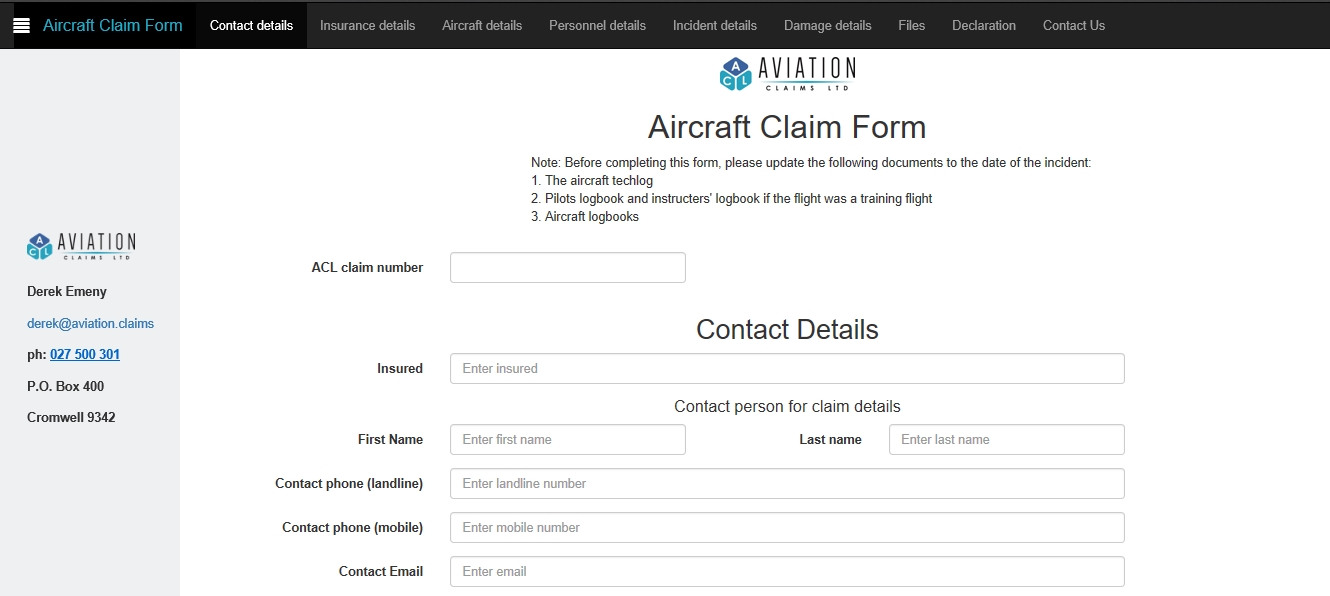 Aircraft Claim Form Contact details Insurance details Aircraft details Personnel details Incident details Damage details Files Declaration Contact Us
ACL AVIATION
CLAIMS LTD
Aircraft Claim Form
Note: Before completing this form, please update the following documents to the date of the incident:
1. The aircraft techlog
2. Pilots logbook and instructers' logbook if the flight was a training flight
3. Aircraft logbooks
ACL AVIATION
CLAIMS LTD
Derek Emeny
derek@aviation.claims
ph: 027 500 301
P.O. Box 400
Cromwell 9342
ACL claim number
Contact Details
Insured Enter insured
Contact person for claim details
First Name Enter first name Last name Enter last name
Contact phone (landline) Enter landline number
Contact phone (mobile) Enter mobile number
Contact Email Enter email